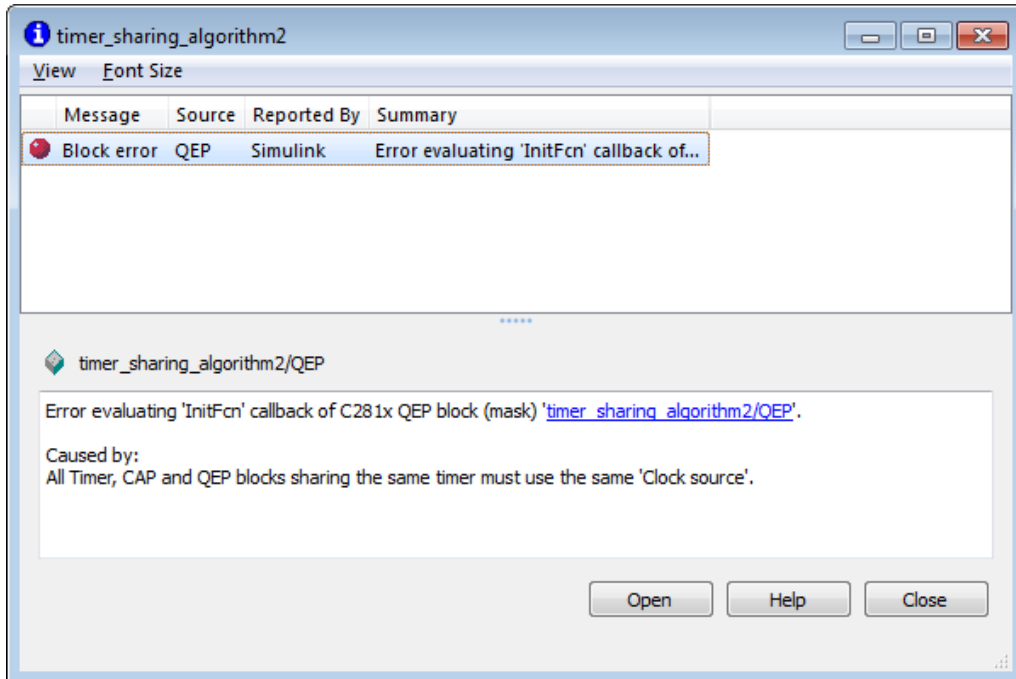 timer_sharing_algorithm2
View Font Size
Message Source Reported By Summary
Block error QEP Simulink Error evaluating 'InitFcn' callback of...
timer_sharing_algorithm2/QEP
Error evaluating 'InitFcn' callback of C281x QEP block (mask) 'timer_sharing_algorithm2/QEP'.
Caused by:
All Timer, CAP and QEP blocks sharing the same timer must use the same 'Clock source'.
Open Help Close